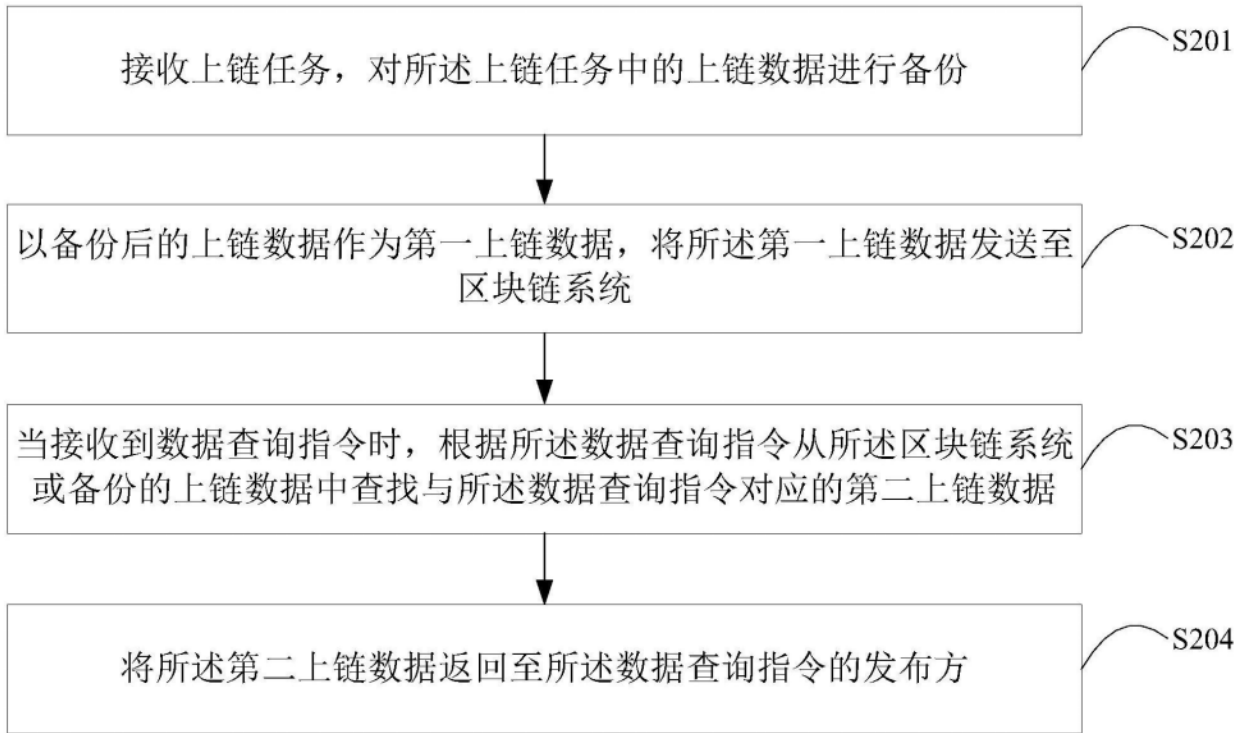 接收上链任务，对所述上链任务中的上链数据进行备份
S201
以备份后的上链数据作为第一上链数据，将所述第一上链数据发送至
区块链系统
S202
当接收到数据查询指令时，根据所述数据查询指令从所述区块链系统
或备份的上链数据中查找与所述数据查询指令对应的第二上链数据
S203
将所述第二上链数据返回至所述数据查询指令的发布方
S204